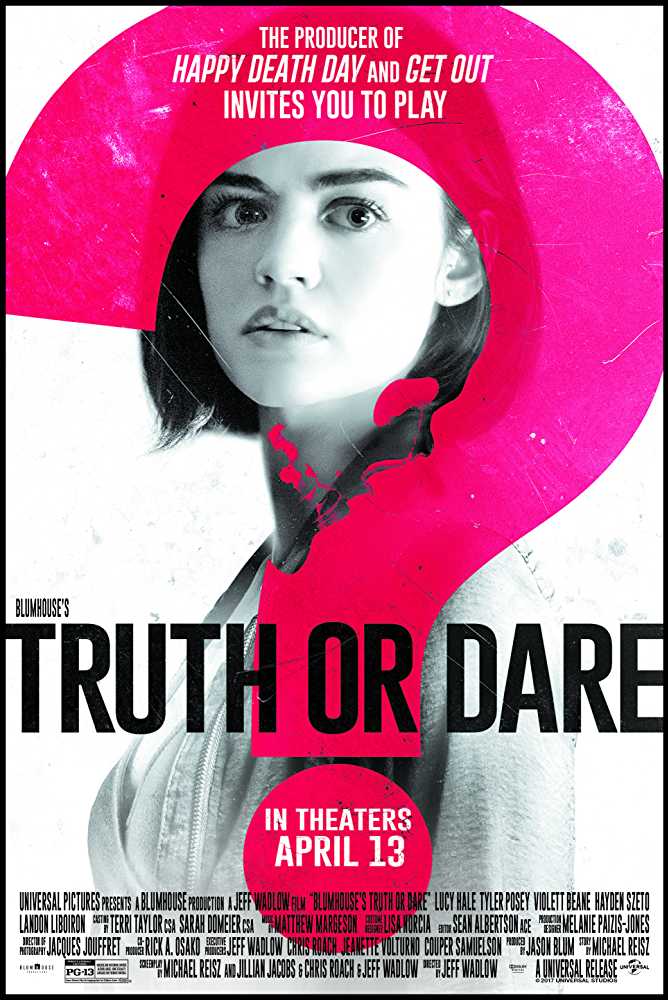 THE PRODUCER OF
HAPPY DEATH DAY AND GET OUT
INVITES YOU TO PLAY
BLUMHOUSE'S
TRUTH OR DARE
IN THEATERS
APRIL 13
UNIVERSAL PICTURES PRESENTS A BLUMHOUSE PRODUCTION A JEFF WADLOW FILM "BLUMHOUSE'S TRUTH OR DARE" LUCY HALE TYLER POSEY VIOLETT BEANE HAYDEN SZETO
LANDON LIBOIRON CASTING BY TERRI TAYLOR CSA SARAH DOMEIER CSA MUSIC BY MATTHEW MARGESON COSTUME DESIGNER LISA NORCIA EDITOR SEAN ALBERTSON ACE PRODUCTION DESIGNER MELANIE PAIZIS-JONES
DIRECTOR OF PHOTOGRAPHY JACQUES JOUFFRET CO-PRODUCER RICK A. OSAKO EXECUTIVE PRODUCERS JEFF WADLOW CHRIS ROACH JEANETTE VOLTURNO COUPER SAMUELSON PRODUCED BY JASON BLUM STORY BY MICHAEL REISZ
BLUMHOUSE
PG-13
SCREENPLAY BY MICHAEL REISZ AND JILLIAN JACOBS & CHRIS ROACH & JEFF WADLOW DIRECTED BY JEFF WADLOW
A UNIVERSAL RELEASE
© 2017 UNIVERSAL STUDIOS
UNIVERSAL